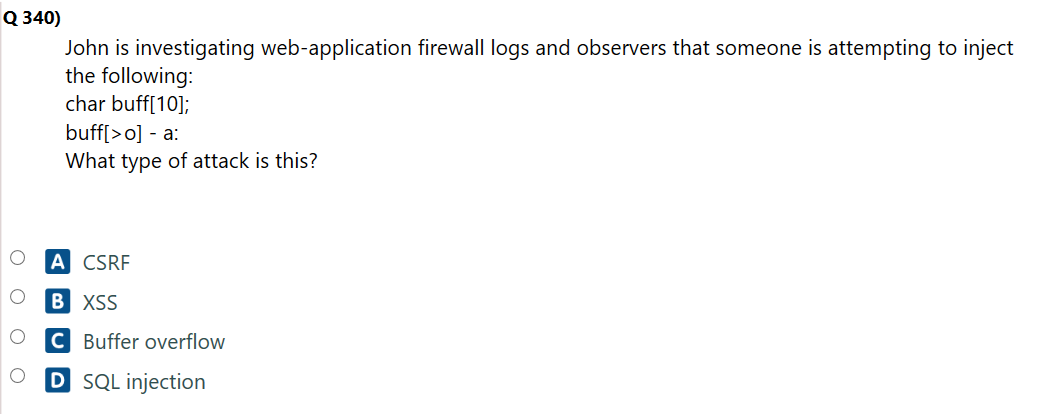 Q 340)
John is investigating web-application firewall logs and observers that someone is attempting to inject
the following:
char buff[10];
buff[>o] - a:
What type of attack is this?
A CSRF
B XSS
C Buffer overflow
D SQL injection